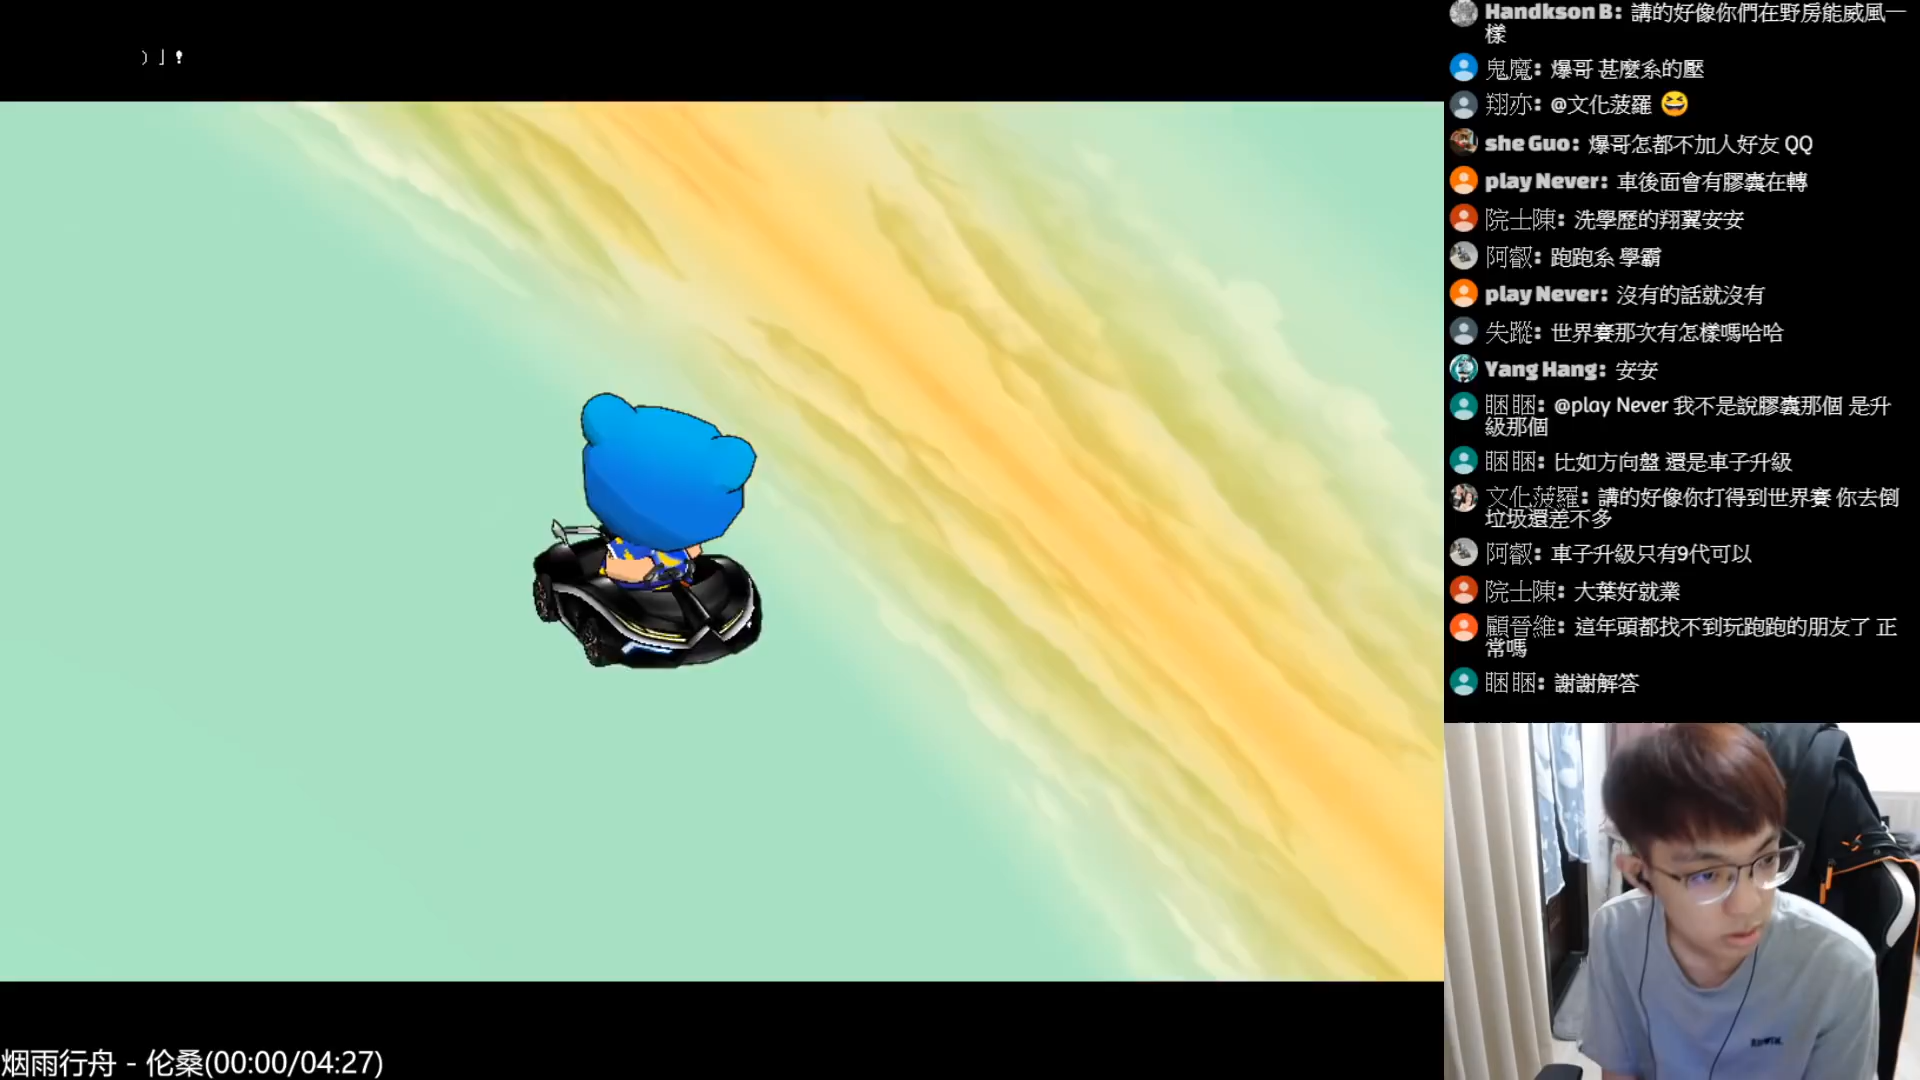 ）」！
Handkson B: 講的好像你們在野房能威風一
樣
鬼魔: 爆哥 甚麼系的壓
翔亦: @文化菠羅 😆
she Guo: 爆哥怎都不加人好友 QQ
play Never: 車後面會有膠囊在轉
院士陳: 洗學歷的翔翼安安
阿叡: 跑跑系 學霸
play Never: 沒有的話就沒有
失蹤: 世界賽那次有怎樣嗎哈哈
Yang Hang: 安安
睏睏: @play Never 我不是說膠囊那個 是升
級那個
睏睏: 比如方向盤 還是車子升級
文化菠羅: 講的好像你打得到世界賽 你去倒
垃圾還差不多
阿叡: 車子升級只有9代可以
院士陳: 大葉好就業
顧晉維: 這年頭都找不到玩跑跑的朋友了 正
常嗎
睏睏: 謝謝解答
烟雨行舟 - 伦桑(00:00/04:27)